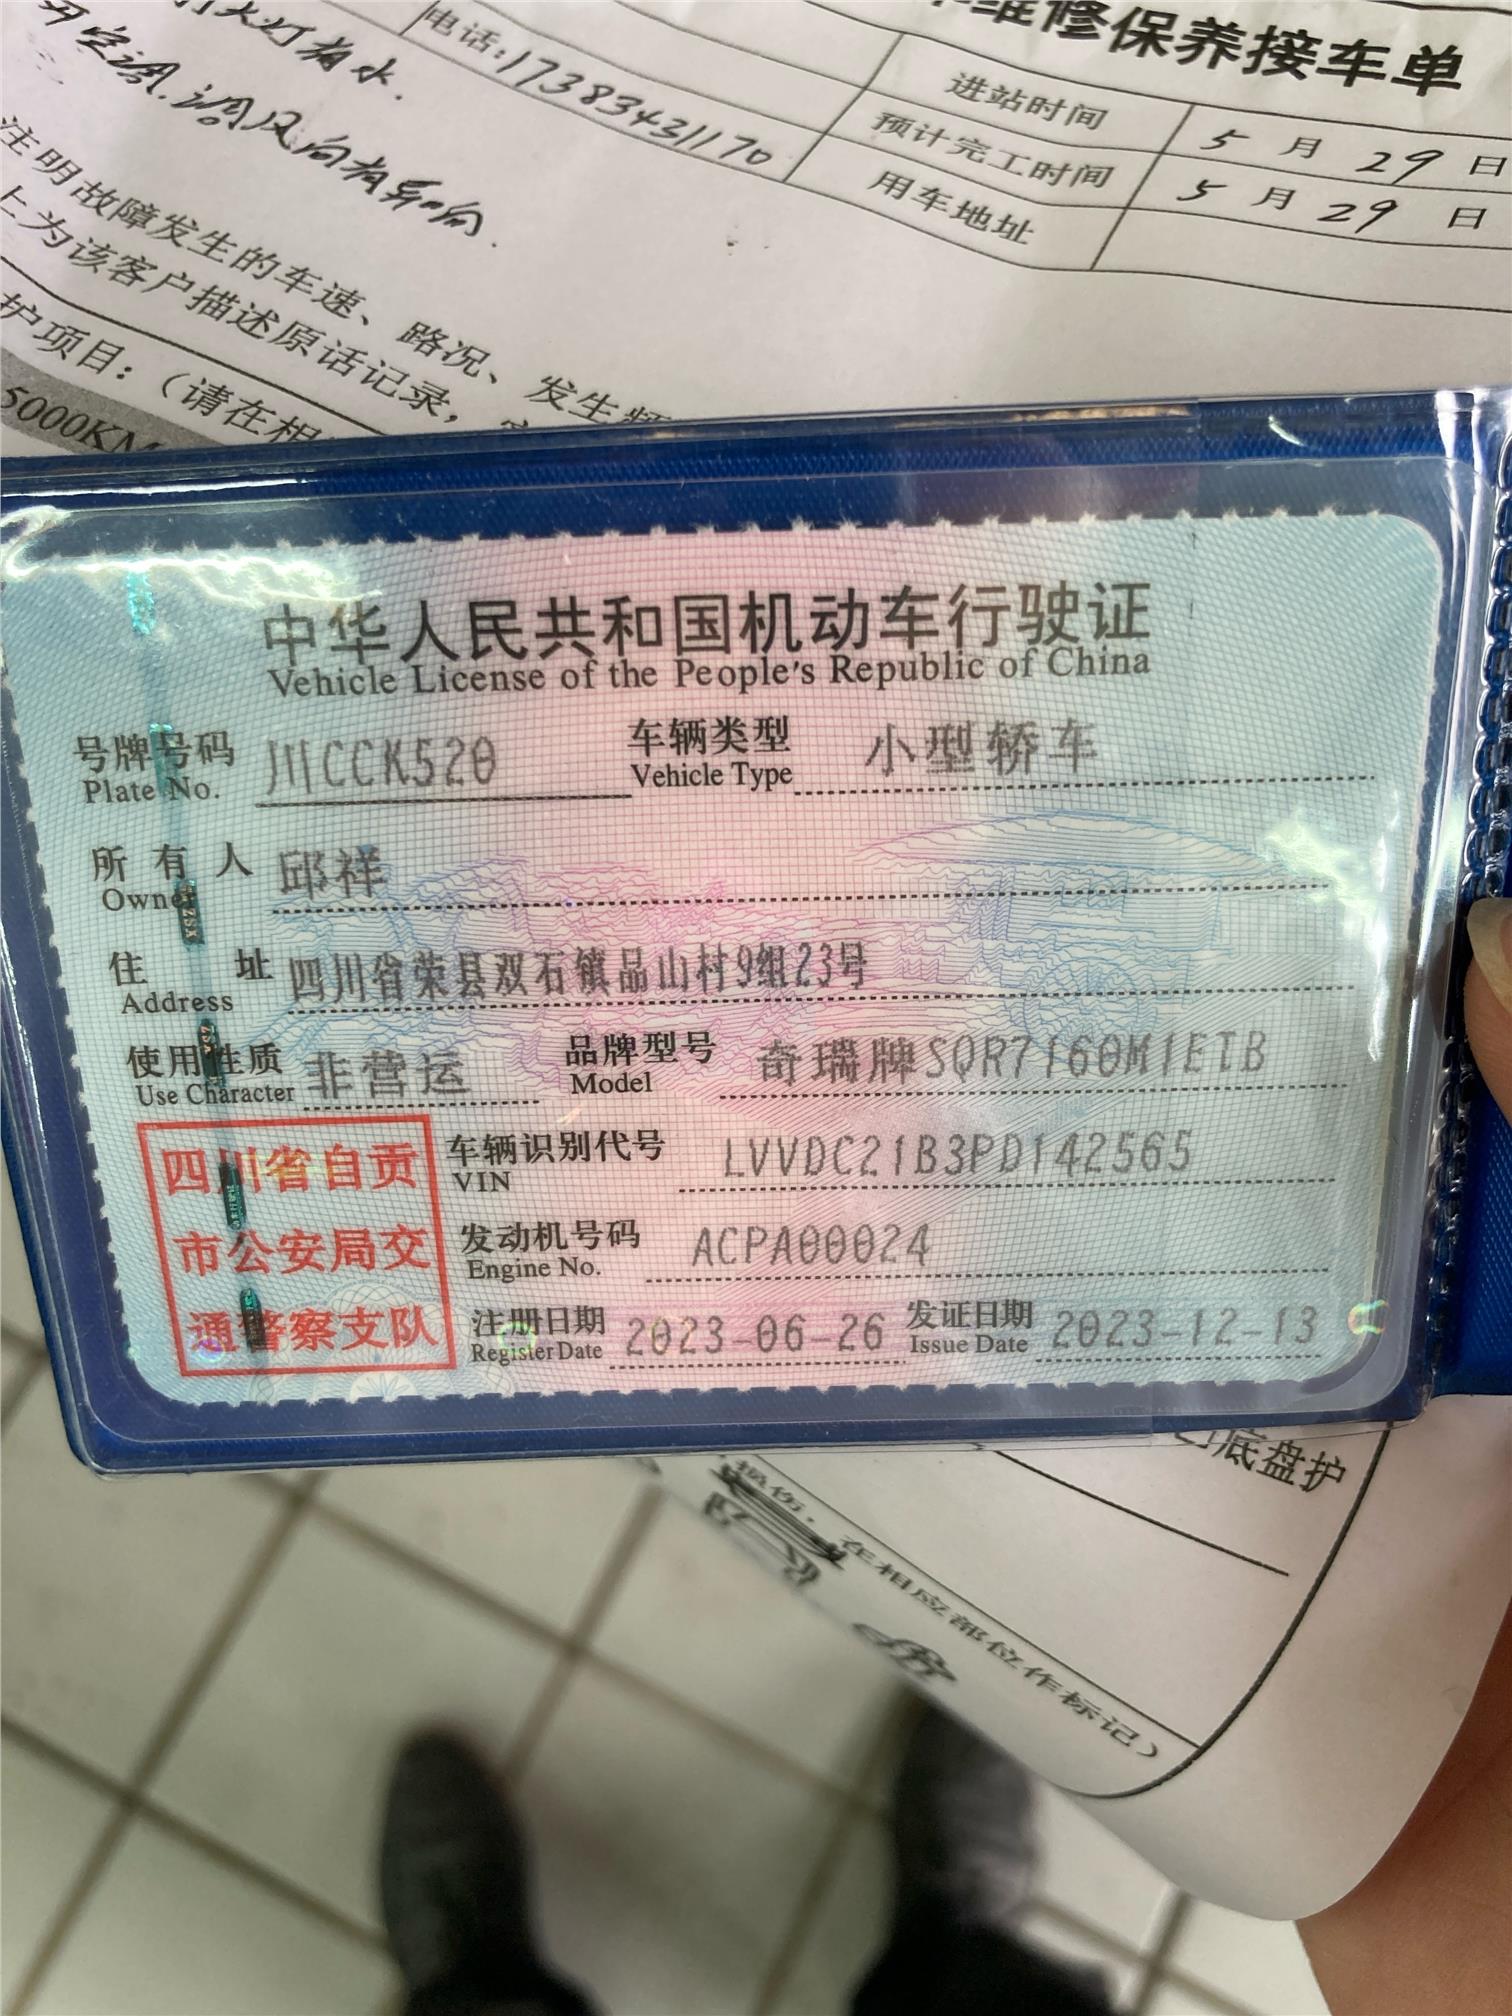 维修保养接车单
灯有水.
电话:17383431170
进站时间 5月29日
开空调.调风向有异响.
预计完工时间 5月29日
用车地址
注明故障发生的车速、路况、发生
上为该客户描述原话记录,
护项目:(请在相
5000KM
中华人民共和国机动车行驶证
Vehicle License of the People's Republic of China
号牌号码 川CCK520 车辆类型 小型轿车
Plate No. Vehicle Type
所有人 邱祥
Owner
住址 四川省荣县双石镇品山村9组23号
Address
使用性质 非营运 品牌型号 奇瑞牌SQR7160M1ETB
Use Character Model
四川省自贡
市公安局交
通警察支队
车辆识别代号 LVVDC21B3PD142565
VIN
发动机号码 ACPA00024
Engine No.
注册日期 2023-06-26 发证日期 2023-12-13
Register Date Issue Date
底盘护
损伤,在相应部位作标记)